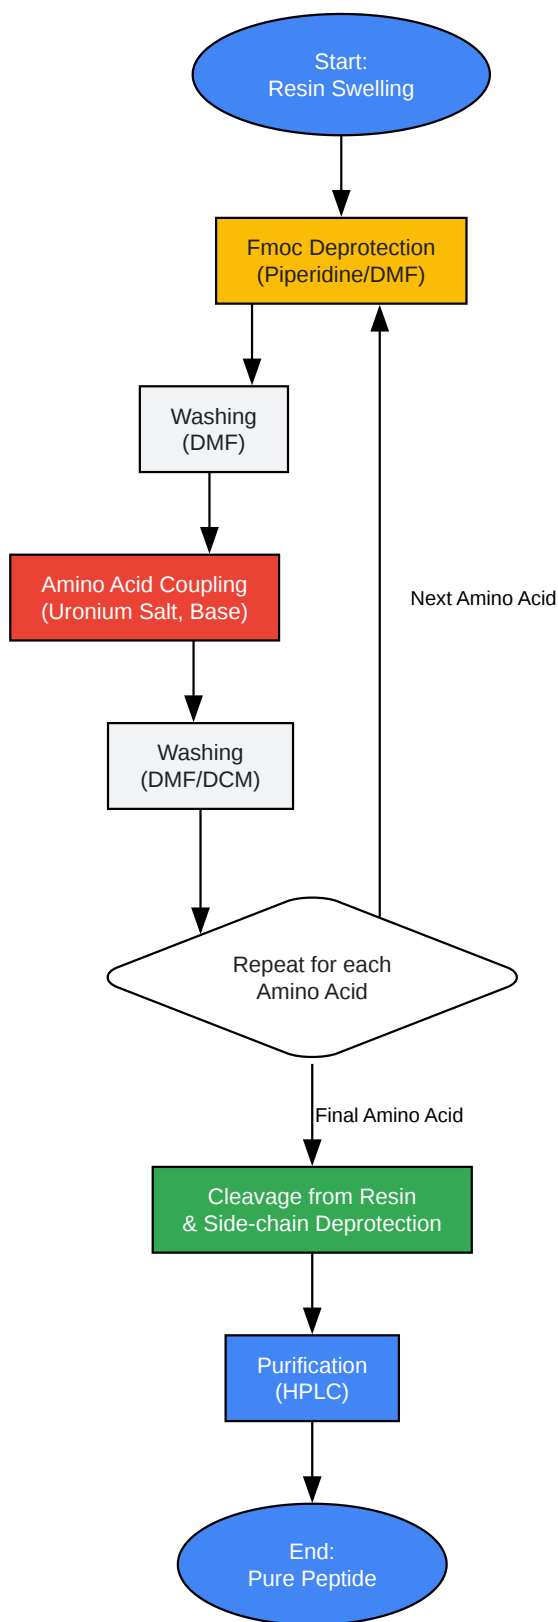 Start:
Resin Swelling
Fmoc Deprotection
(Piperidine/DMF)
Washing
(DMF)
Amino Acid Coupling
(Uronium Salt, Base)
Next Amino Acid
Washing
(DMF/DCM)
Repeat for each
Amino Acid
Final Amino Acid
Cleavage from Resin
& Side-chain Deprotection
Purification
(HPLC)
End:
Pure Peptide